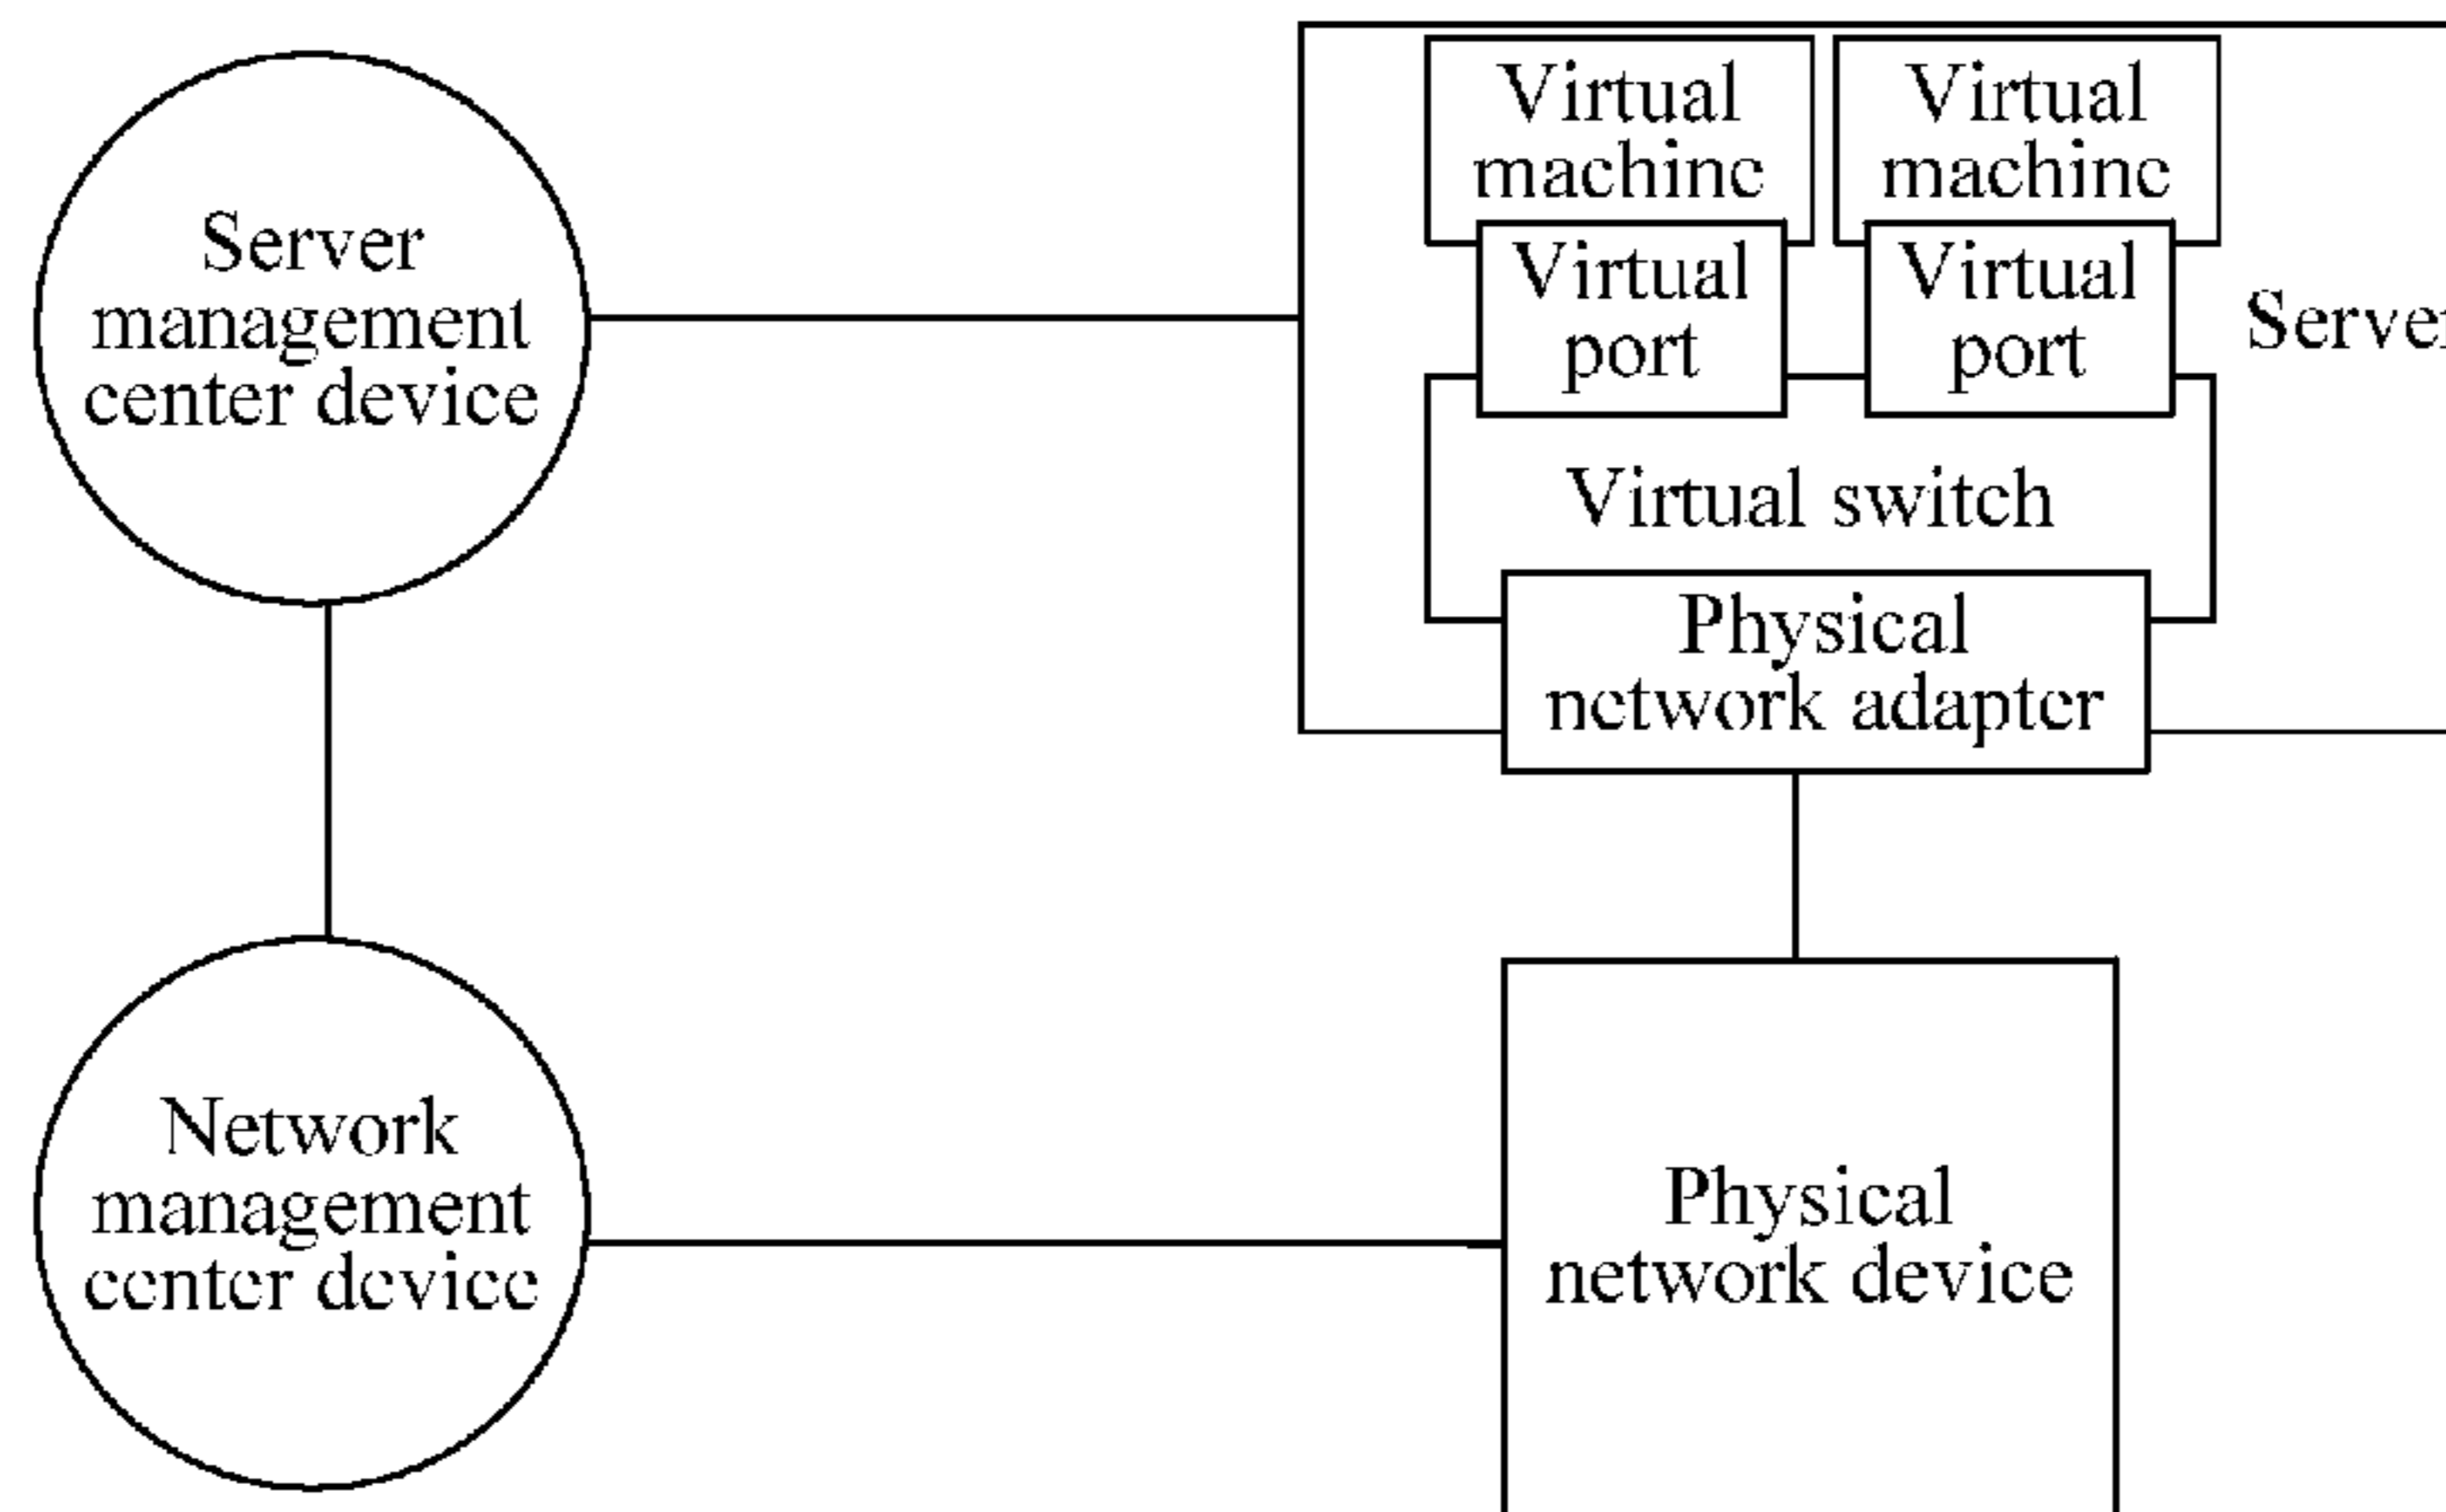 Server
management
center device
Virtual
machine
Virtual
machine
Virtual
port
Virtual
port
Server
Virtual switch
Physical
network adapter
Network
management
center device
Physical
network device